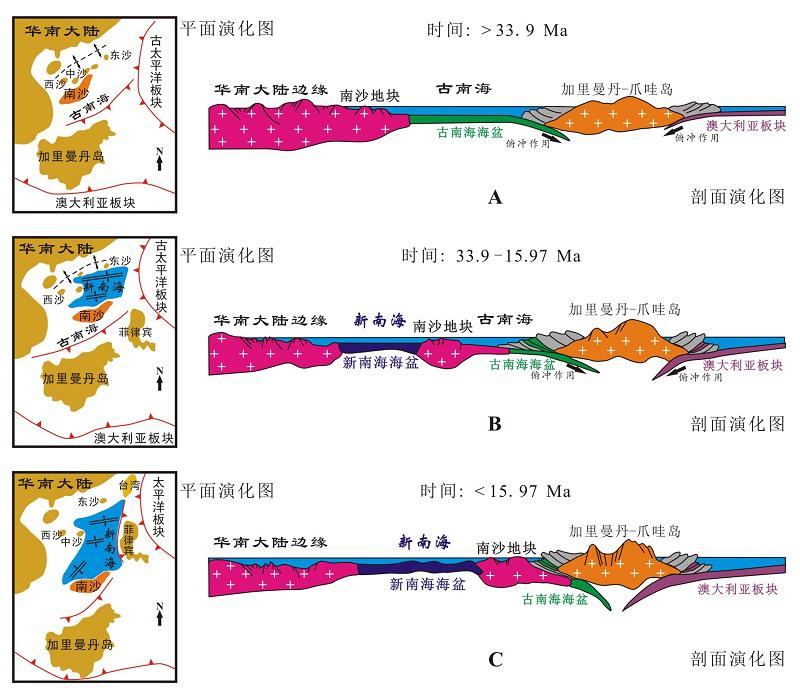 华南大陆
东沙
中沙
西沙
南沙
古南海
古太平洋板块
加里曼丹岛
N
澳大利亚板块
平面演化图
时间: >33.9 Ma
华南大陆边缘
南沙地块
古南海
加里曼丹-爪哇岛
古南海海盆
俯冲作用
俯冲作用
澳大利亚板块
A
剖面演化图
华南大陆
东沙
新南海
西沙
南沙
古南海
菲律宾
古太平洋板块
加里曼丹岛
N
澳大利亚板块
平面演化图
时间: 33.9-15.97 Ma
华南大陆边缘
新南海
南沙地块
古南海
加里曼丹-爪哇岛
新南海海盆
古南海海盆
俯冲作用
俯冲作用
澳大利亚板块
B
剖面演化图
华南大陆
台湾
东沙
西沙
中沙
新南海
菲律宾
南沙
太平洋板块
加里曼丹岛
N
平面演化图
时间: <15.97 Ma
华南大陆边缘
新南海
南沙地块
加里曼丹-爪哇岛
新南海海盆
古南海海盆
澳大利亚板块
C
剖面演化图